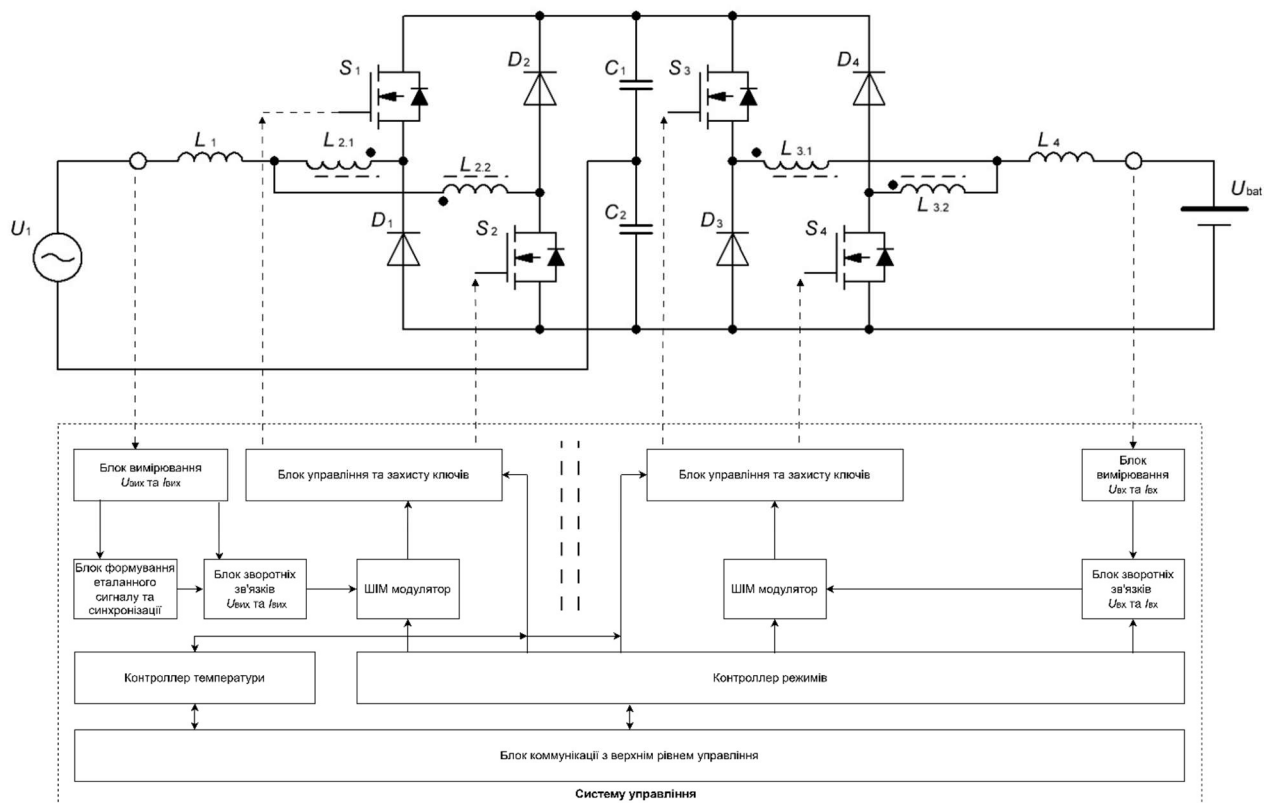 S1
D2
C1
S3
D4
L1
L2.1
L2.2
L3.1
L4
Ubat
U1
D1
S2
C2
D3
S4
L3.2
Блок вимірювання
Uвих та Iвих
Блок управління та захисту ключів
Блок управління та захисту ключів
Блок
вимірювання
Uвх та Iвх
Блок формування
еталанного
сигналу та
синхронізації
Блок зворотніх
зв'язків
Uвих та Iвих
ШІМ модулятор
ШІМ модулятор
Блок зворотніх
зв'язків
Uвх та Iвх
Контроллер температури
Контроллер режимів
Блок коммунікації з верхнім рівнем управління
Систему управління